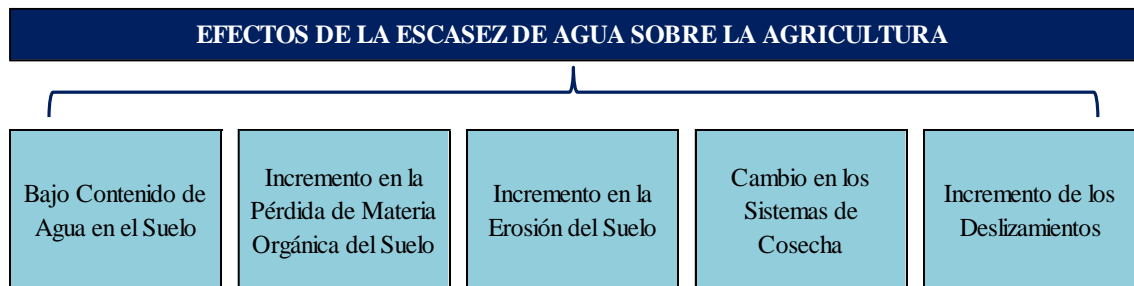 EFECTOS DE LA ESCASEZ DE AGUA SOBRE LA AGRICULTURA
Bajo Contenido de
Agua en el Suelo
Incremento en la
Pérdida de Materia
Orgánica del Suelo
Incremento en la
Erosión del Suelo
Cambio en los
Sistemas de
Cosecha
Incremento de los
Deslizamientos